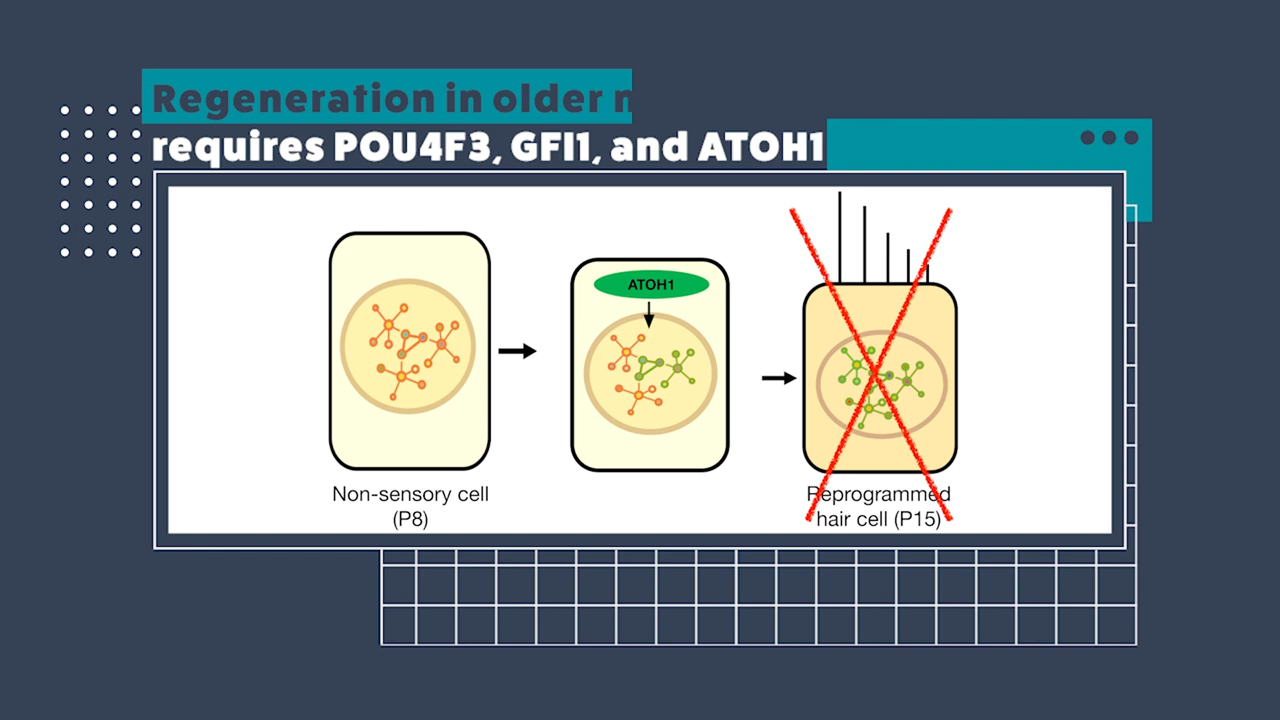 Regeneration in older
requires POU4F3, GFI1, and ATOH1
ATOH1
Non-sensory cell
(P8)
Reprogrammed
hair cell (P15)